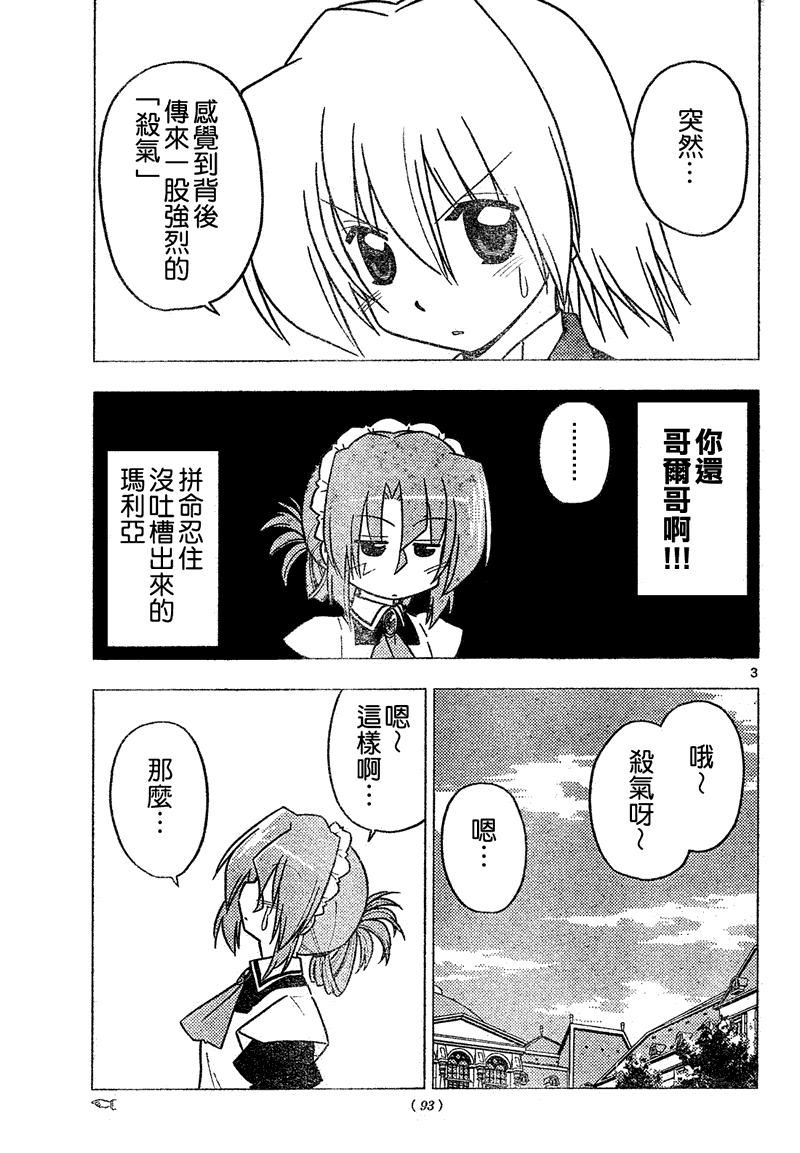 突然…
感覺到背後
傳來一股強烈的
「殺氣」
你還
哥爾哥啊!!!
……
拼命忍住
沒吐槽出來的
瑪利亞
3
哦～
殺氣呀～
嗯…
嗯～
這樣啊…
那麼…
(93)